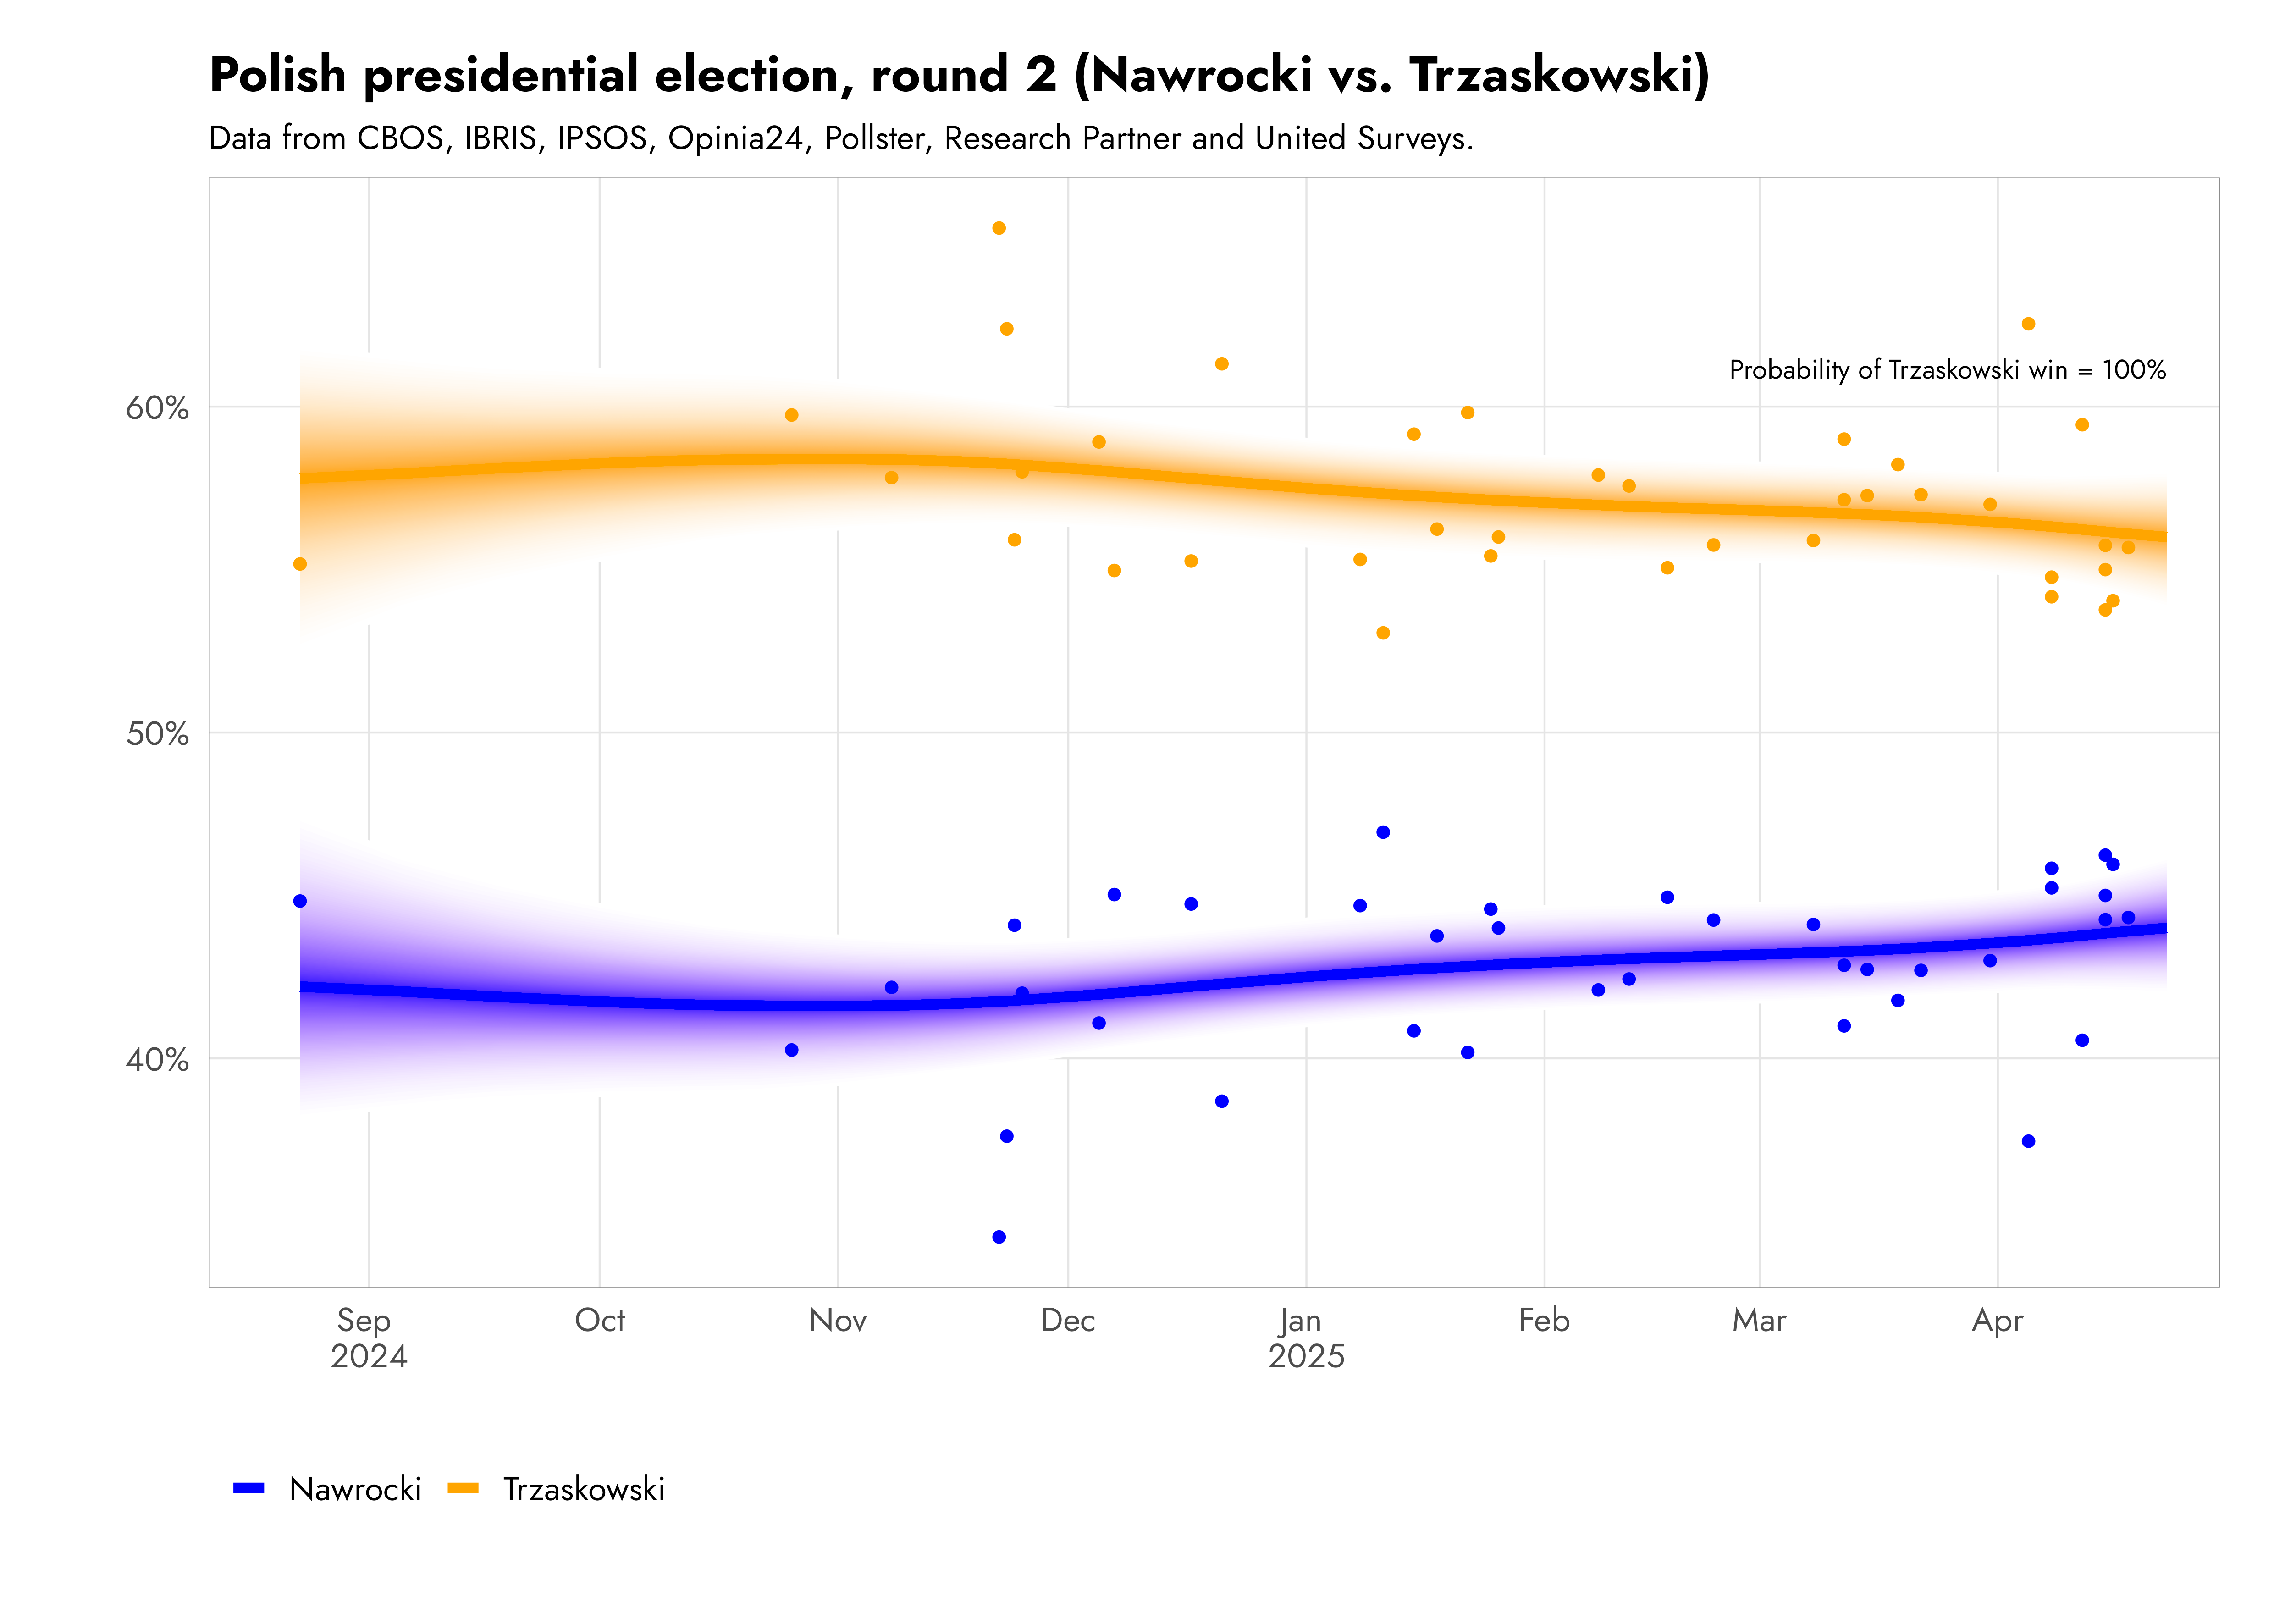 Polish presidential election, round 2 (Nawrocki vs. Trzaskowski)
Data from CBOS, IBRIS, IPSOS, Opinia24, Pollster, Research Partner and United Surveys.
Probability of Trzaskowski win = 100%
60%
50%
40%
Sep Oct Nov Dec Jan Feb Mar Apr
2024 2025
Nawrocki Trzaskowski